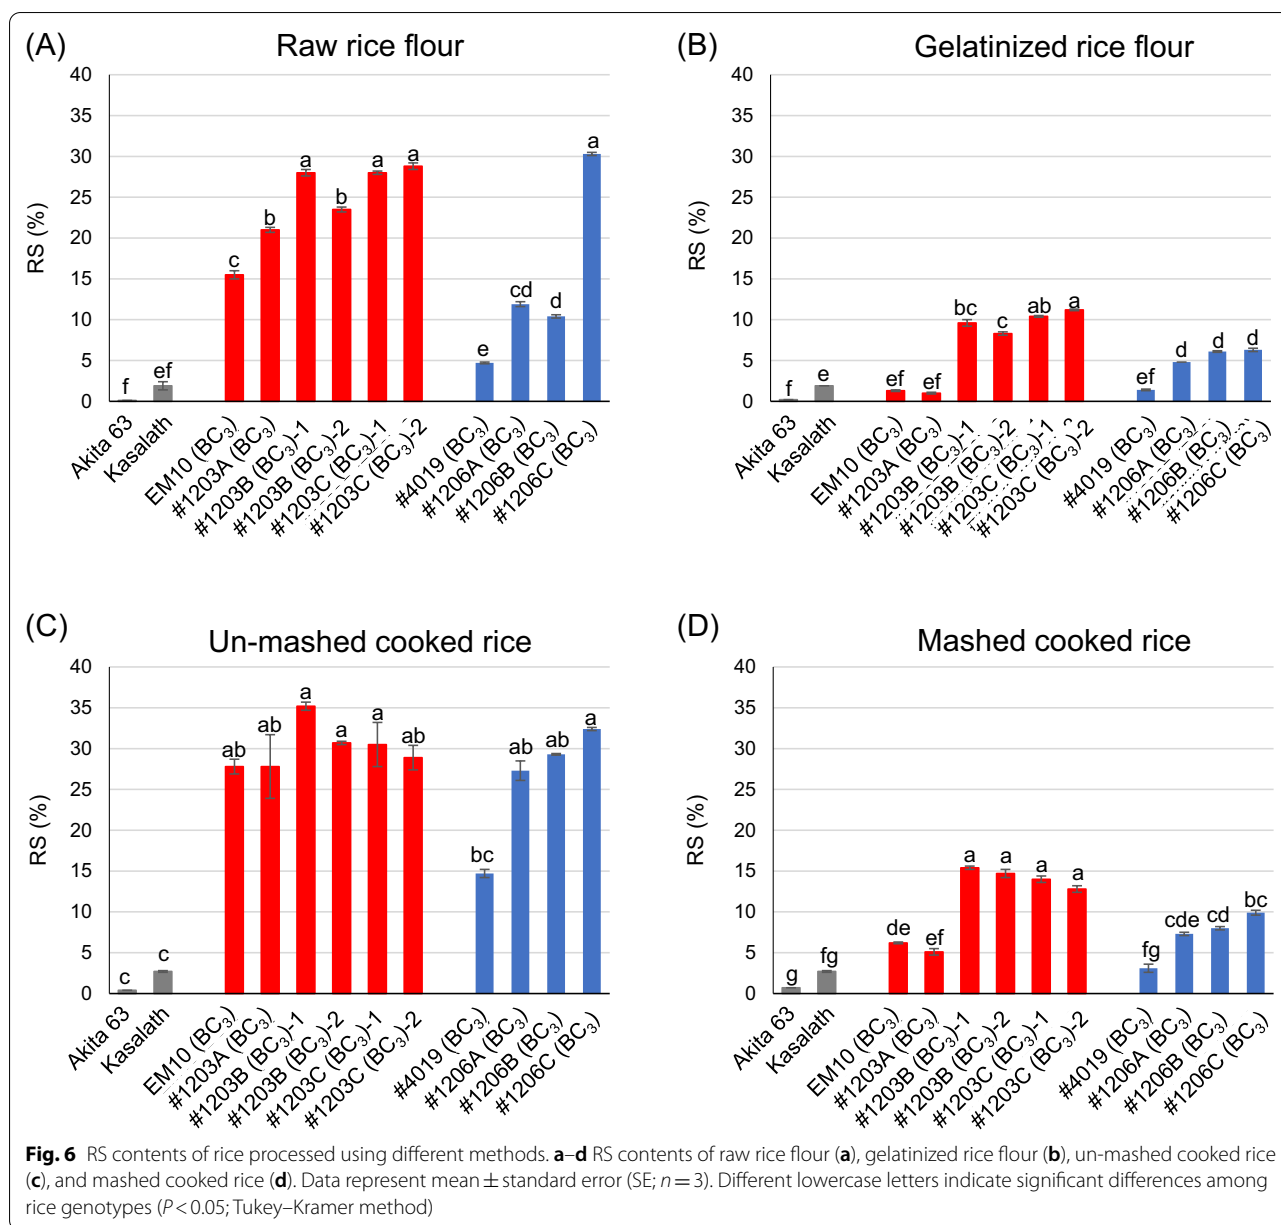 (A)
Raw rice flour
40
35
30
25
20
15
10
5
0
RS (%)
f
ef
c
b
a
b
a
a
e
cd
d
a
Akita 63
Kasalath
EM10 (BC3)
#1203A (BC3)
#1203B (BC3)-1
#1203B (BC3)-2
#1203C (BC3)-1
#1203C (BC3)-2
#4019 (BC3)
#1206A (BC3)
#1206B (BC3)
#1206C (BC3)
(B)
Gelatinized rice flour
40
35
30
25
20
15
10
5
0
RS (%)
f
e
ef
ef
bc
c
ab
a
ef
d
d
d
Akita 63
Kasalath
EM10 (BC3)
#1203A (BC3)
#1203B (BC3)-1
#1203B (BC3)-2
#1203C (BC3)-1
#1203C (BC3)-2
#4019 (BC3)
#1206A (BC3)
#1206B (BC3)
#1206C (BC3)
(C)
Un-mashed cooked rice
40
35
30
25
20
15
10
5
0
RS (%)
c
c
ab
ab
a
a
a
ab
bc
ab
ab
a
Akita 63
Kasalath
EM10 (BC3)
#1203A (BC3)
#1203B (BC3)-1
#1203B (BC3)-2
#1203C (BC3)-1
#1203C (BC3)-2
#4019 (BC3)
#1206A (BC3)
#1206B (BC3)
#1206C (BC3)
(D)
Mashed cooked rice
40
35
30
25
20
15
10
5
0
RS (%)
g
fg
de
ef
a
a
a
a
fg
cde
cd
bc
Akita 63
Kasalath
EM10 (BC3)
#1203A (BC3)
#1203B (BC3)-1
#1203B (BC3)-2
#1203C (BC3)-1
#1203C (BC3)-2
#4019 (BC3)
#1206A (BC3)
#1206B (BC3)
#1206C (BC3)
Fig. 6 RS contents of rice processed using different methods. a–d RS contents of raw rice flour (a), gelatinized rice flour (b), un-mashed cooked rice
(c), and mashed cooked rice (d). Data represent mean ± standard error (SE; n = 3). Different lowercase letters indicate significant differences among
rice genotypes (P < 0.05; Tukey–Kramer method)